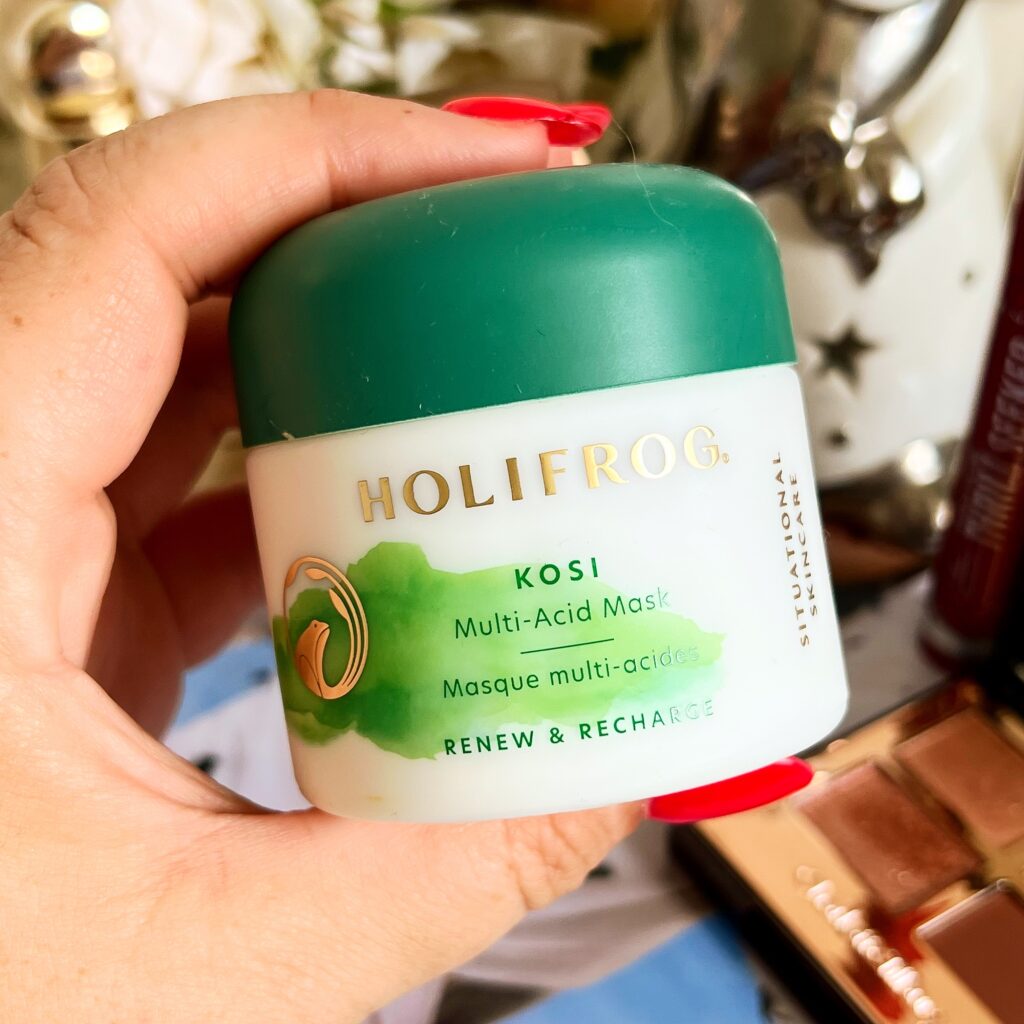 HOLIFROG®
KOSI
Multi-Acid Mask
Masque multi-acides
RENEW & RECHARGE
SITUATIONAL
SKINCARE